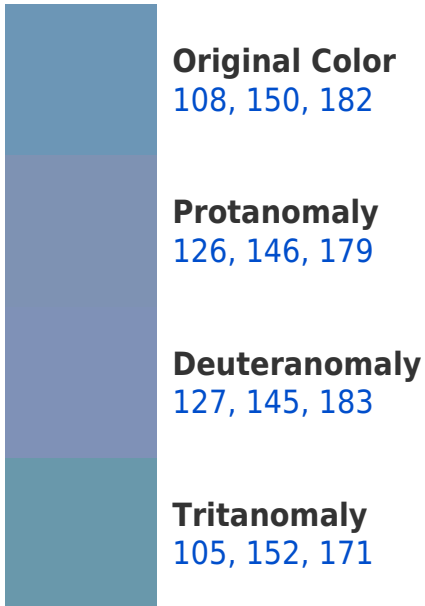 Original Color
108, 150, 182
Protanomaly
126, 146, 179
Deuteranomaly
127, 145, 183
Tritanomaly
105, 152, 171